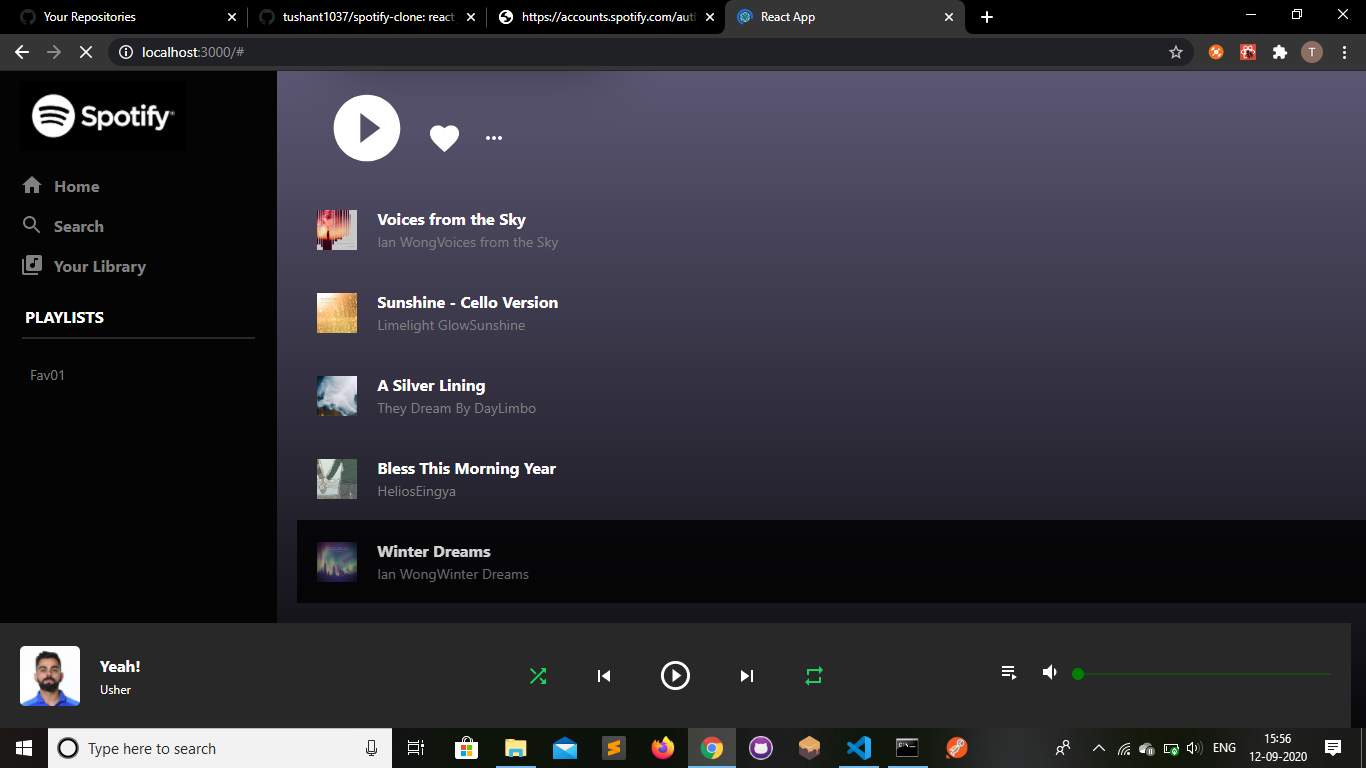 Your Repositories
tushant1037/spotify-clone: react
https://accounts.spotify.com/aut
React App
localhost:3000/#
T
Spotify
Home
Search
Your Library
PLAYLISTS
Fav01
Voices from the Sky
Ian WongVoices from the Sky
Sunshine - Cello Version
Limelight GlowSunshine
A Silver Lining
They Dream By DayLimbo
Bless This Morning Year
HeliosEingya
Winter Dreams
Ian WongWinter Dreams
Yeah!
Usher
Type here to search
ENG
15:56
12-09-2020